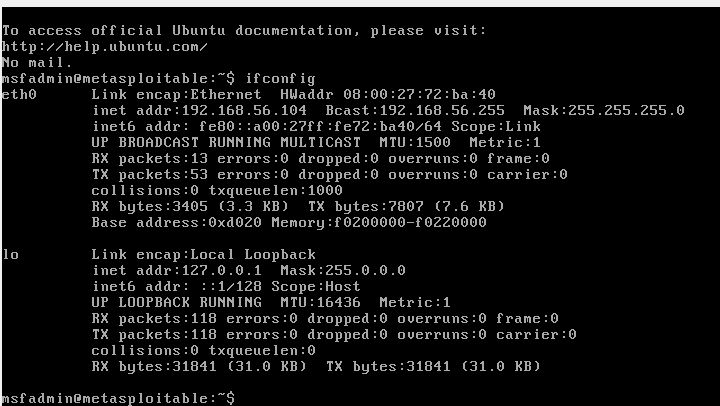 To access official Ubuntu documentation, please visit:
http://help.ubuntu.com/
No mail.
msfadmin@metasploitable:~$ ifconfig
eth0      Link encap:Ethernet  HWaddr 08:00:27:72:ba:40
          inet addr:192.168.56.104  Bcast:192.168.56.255  Mask:255.255.255.0
          inet6 addr: fe80::a00:27ff:fe72:ba40/64 Scope:Link
          UP BROADCAST RUNNING MULTICAST  MTU:1500  Metric:1
          RX packets:13 errors:0 dropped:0 overruns:0 frame:0
          TX packets:53 errors:0 dropped:0 overruns:0 carrier:0
          collisions:0 txqueuelen:1000
          RX bytes:3405 (3.3 KB)  TX bytes:7807 (7.6 KB)
          Base address:0xd020 Memory:f0200000-f0220000
lo        Link encap:Local Loopback
          inet addr:127.0.0.1  Mask:255.0.0.0
          inet6 addr: ::1/128 Scope:Host
          UP LOOPBACK RUNNING  MTU:16436  Metric:1
          RX packets:118 errors:0 dropped:0 overruns:0 frame:0
          TX packets:118 errors:0 dropped:0 overruns:0 carrier:0
          collisions:0 txqueuelen:0
          RX bytes:31841 (31.0 KB)  TX bytes:31841 (31.0 KB)
msfadmin@metasploitable:~$